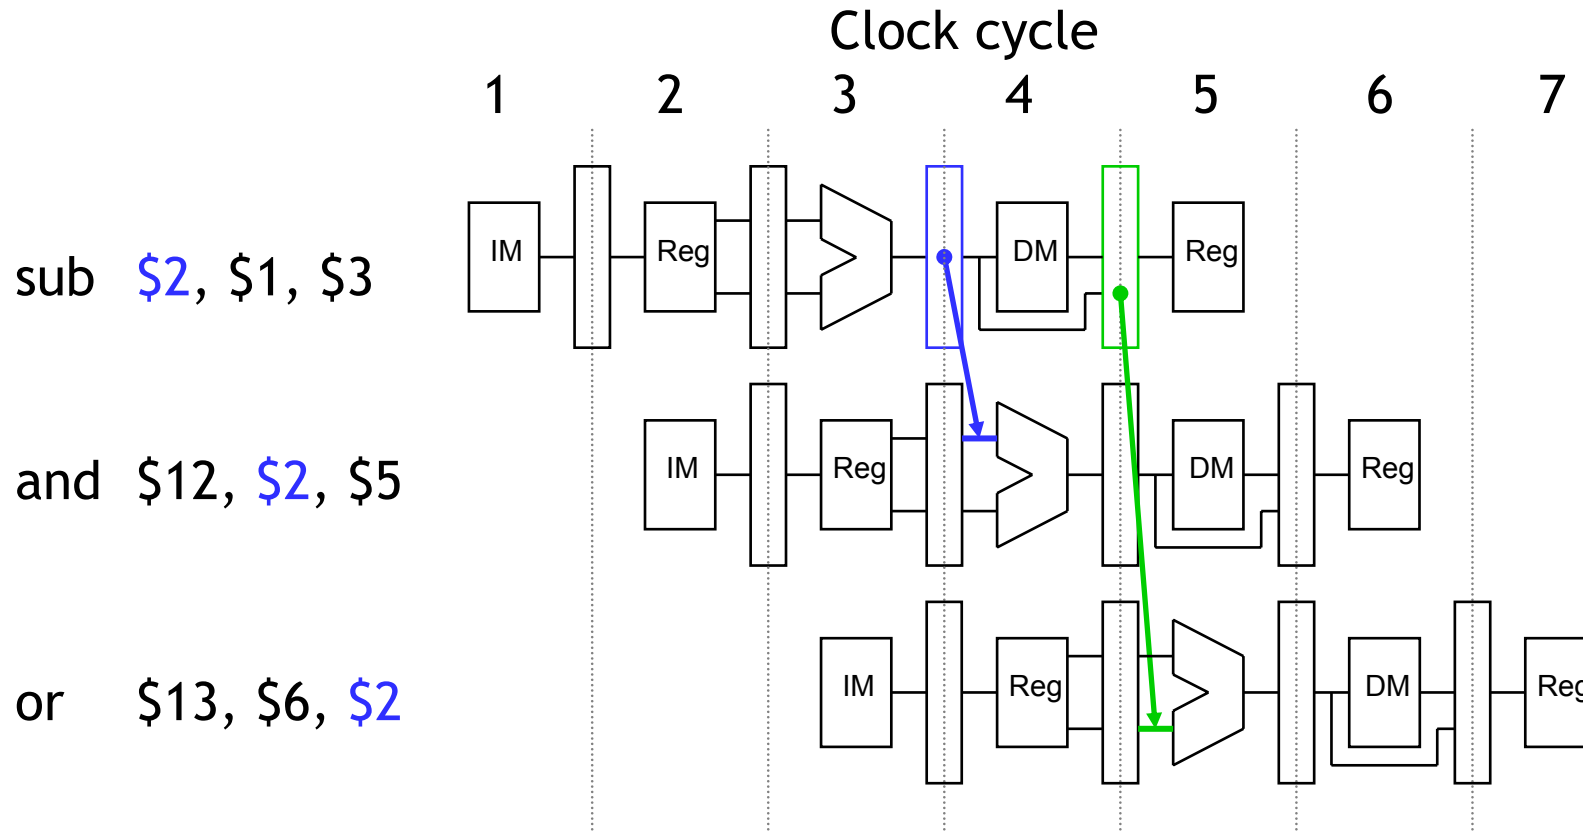 Clock cycle
1 2 3 4 5 6 7
sub $2, $1, $3 IM Reg DM Reg
and $12, $2, $5 IM Reg DM Reg
or $13, $6, $2 IM Reg DM Reg